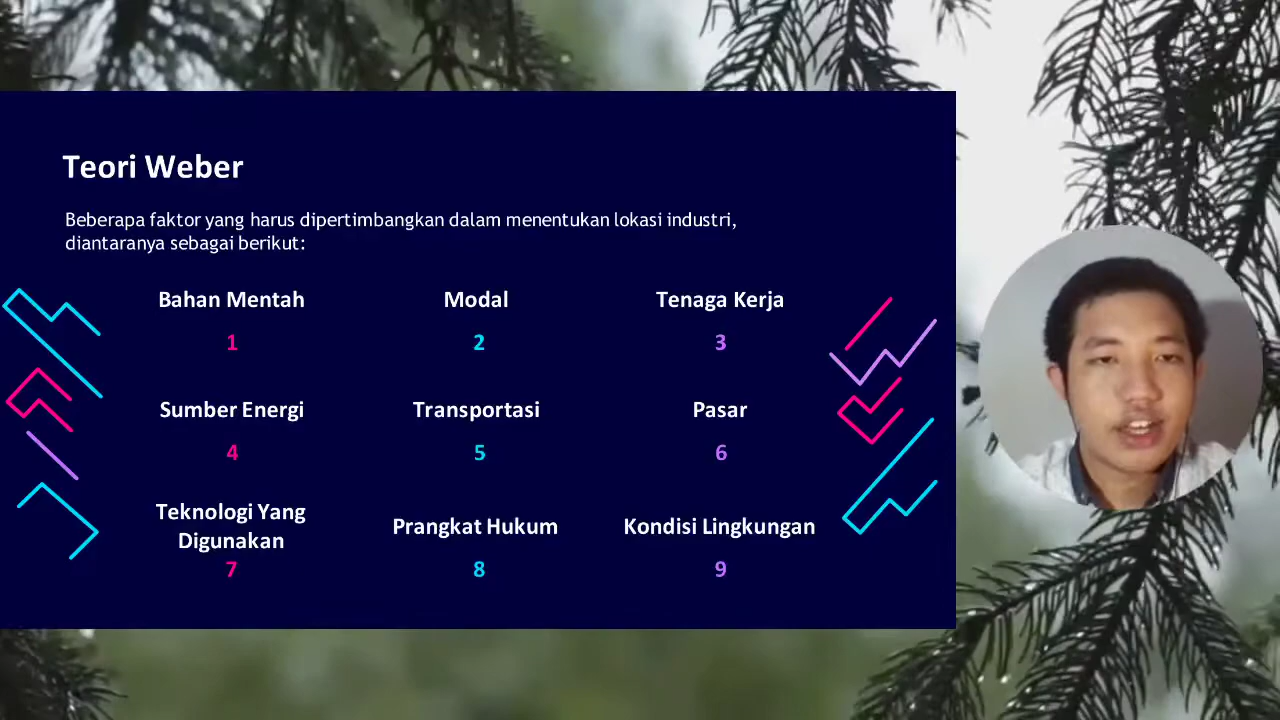 Teori Weber
Beberapa faktor yang harus dipertimbangkan dalam menentukan lokasi industri,
diantaranya sebagai berikut:
Bahan Mentah
1
Modal
2
Tenaga Kerja
3
Sumber Energi
4
Transportasi
5
Pasar
6
Teknologi Yang
Digunakan
7
Prangkat Hukum
8
Kondisi Lingkungan
9